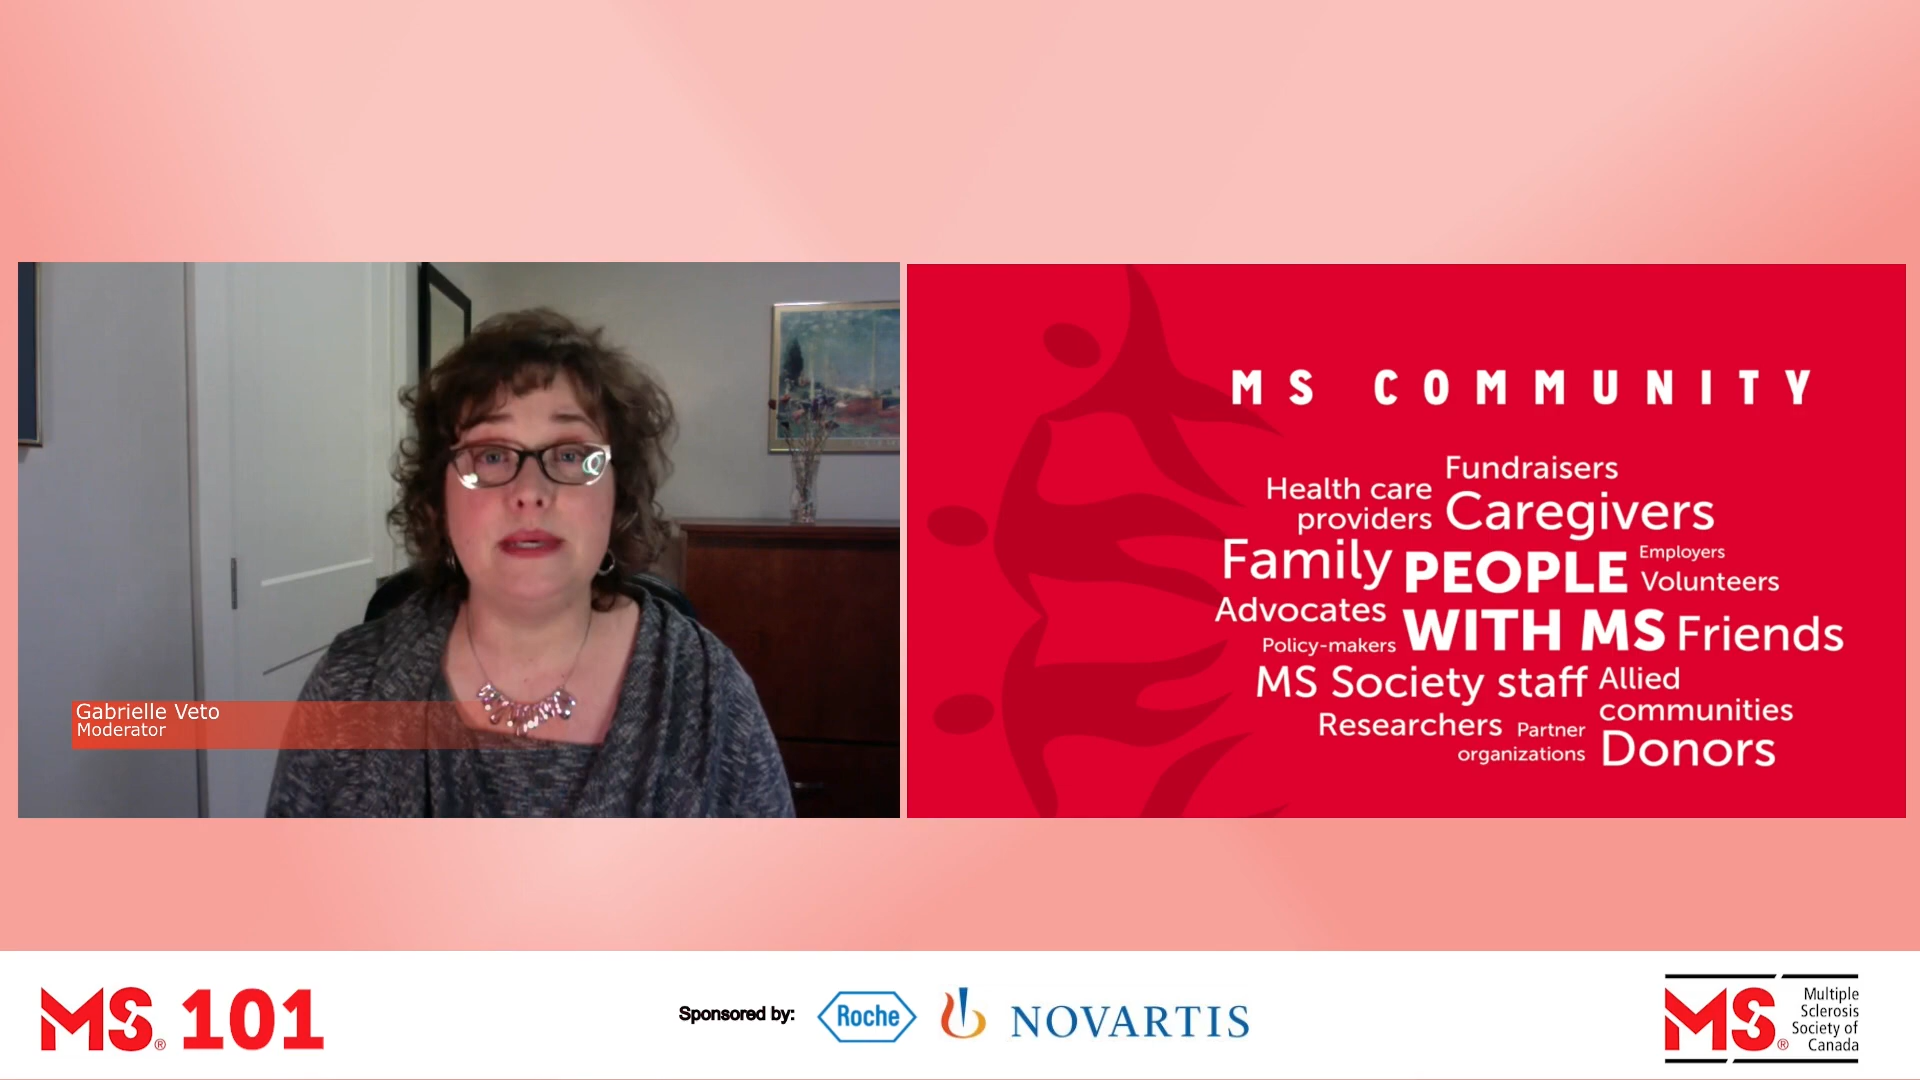 Gabrielle Veto
Moderator
MS COMMUNITY
Fundraisers
Health care
providers
Caregivers
Family
PEOPLE
WITH MS
Employers
Volunteers
Advocates
Policy-makers
Friends
MS Society staff
Allied
communities
Researchers
Partner
organizations
Donors
MS® 101
Sponsored by:
Roche
NOVARTIS
MS®
Multiple
Sclerosis
Society of
Canada